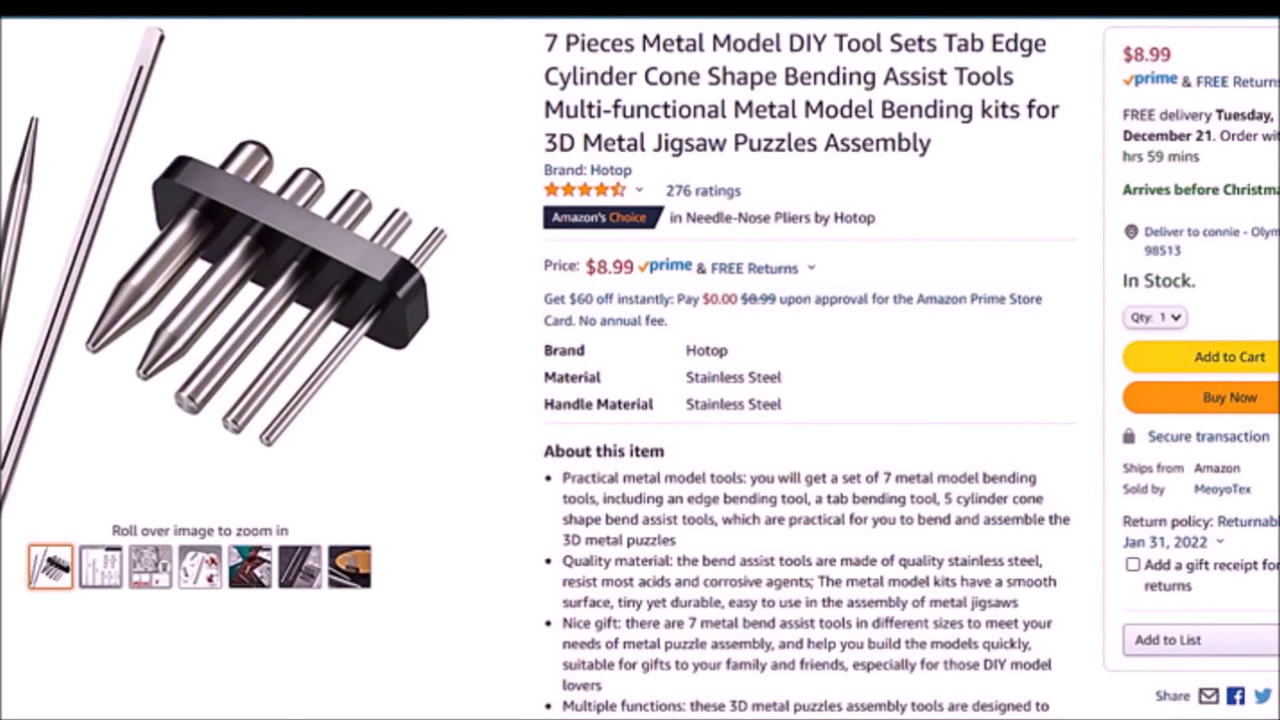 7 Pieces Metal Model DIY Tool Sets Tab Edge
Cylinder Cone Shape Bending Assist Tools
Multi-functional Metal Model Bending kits for
3D Metal Jigsaw Puzzles Assembly
Brand: Hotop
276 ratings
Amazon's Choice in Needle-Nose Pliers by Hotop
Price: $8.99 prime & FREE Returns
Get $60 off instantly: Pay $0.00 $8.99 upon approval for the Amazon Prime Store
Card. No annual fee.
Brand Hotop
Material Stainless Steel
Handle Material Stainless Steel
About this item
• Practical metal model tools: you will get a set of 7 metal model bending
tools, including an edge bending tool, a tab bending tool, 5 cylinder cone
shape bend assist tools, which are practical for you to bend and assemble the
3D metal puzzles
• Quality material: the bend assist tools are made of quality stainless steel,
resist most acids and corrosive agents; The metal model kits have a smooth
surface, tiny yet durable, easy to use in the assembly of metal jigsaws
• Nice gift: there are 7 metal bend assist tools in different sizes to meet your
needs of metal puzzle assembly, and help you build the models quickly,
suitable for gifts to your family and friends, especially for those DIY model
lovers
• Multiple functions: these 3D metal puzzles assembly tools are designed to
Roll over image to zoom in
$8.99
prime & FREE Returns
FREE delivery Tuesday,
December 21. Order wi
hrs 59 mins
Arrives before Christma
Deliver to connie - Olym
98513
In Stock.
Qty: 1
Add to Cart
Buy Now
Secure transaction
Ships from Amazon
Sold by MeoyoTex
Return policy: Returnab
Jan 31, 2022
Add a gift receipt fo
returns
Add to List
Share